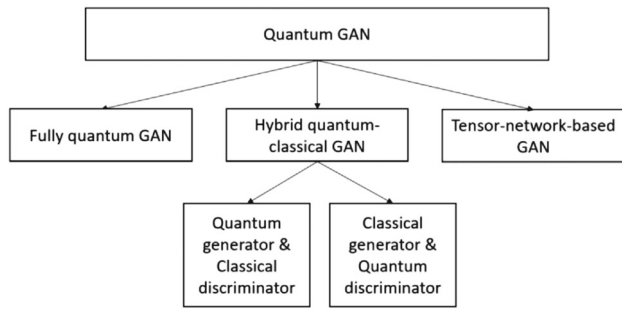 Quantum GAN
Fully quantum GAN
Hybrid quantum-
classical GAN
Tensor-network-based
GAN
Quantum
generator &
Classical
discriminator
Classical
generator &
Quantum
discriminator